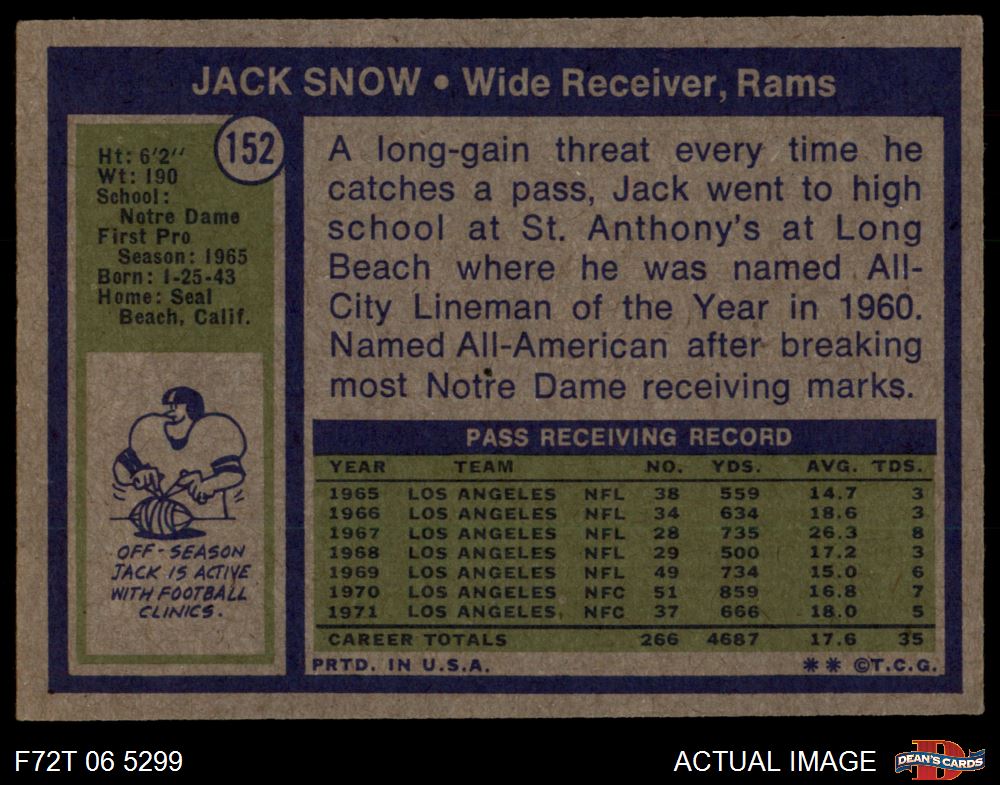 JACK SNOW • Wide Receiver, Rams
152
Ht: 6'2"
Wt: 190
School:
Notre Dame
First Pro
Season: 1965
Born: 1-25-43
Home: Seal
Beach, Calif.
OFF-SEASON
JACK IS ACTIVE
WITH FOOTBALL
CLINICS.
A long-gain threat every time he
catches a pass, Jack went to high
school at St. Anthony's at Long
Beach where he was named All-
City Lineman of the Year in 1960.
Named All-American after breaking
most Notre Dame receiving marks.
PASS RECEIVING RECORD
YEAR TEAM NO. YDS. AVG. TDS.
1965 LOS ANGELES NFL 38 559 14.7 3
1966 LOS ANGELES NFL 34 634 18.6 3
1967 LOS ANGELES NFL 28 735 26.3 8
1968 LOS ANGELES NFL 29 500 17.2 3
1969 LOS ANGELES NFL 49 734 15.0 6
1970 LOS ANGELES NFC 51 859 16.8 7
1971 LOS ANGELES NFC 37 666 18.0 5
CAREER TOTALS 266 4687 17.6 35
PRTD. IN U.S.A. ** ©T.C.G.
F72T 06 5299 ACTUAL IMAGE
D
DEAN'S CARDS